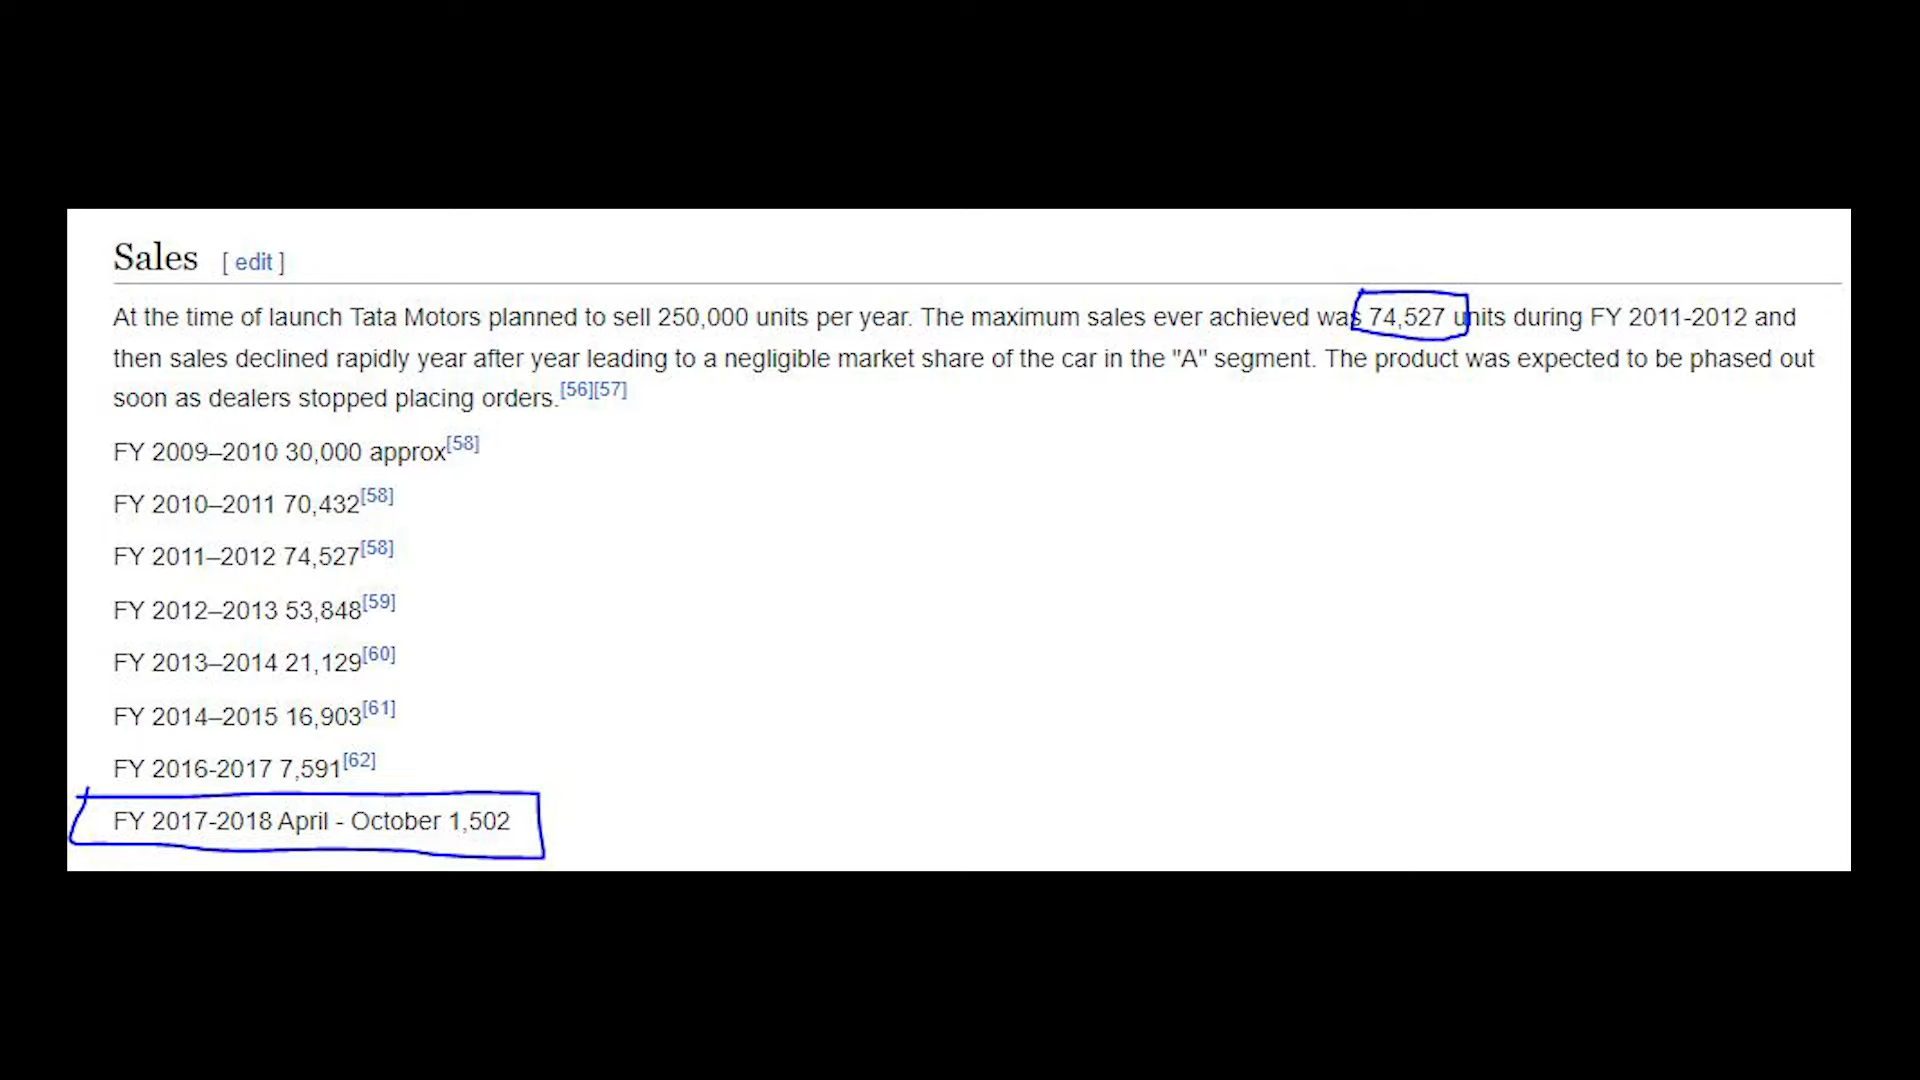 Sales [ edit ]
At the time of launch Tata Motors planned to sell 250,000 units per year. The maximum sales ever achieved was 74,527 units during FY 2011-2012 and
then sales declined rapidly year after year leading to a negligible market share of the car in the "A" segment. The product was expected to be phased out
soon as dealers stopped placing orders.[56][57]
FY 2009–2010 30,000 approx[58]
FY 2010–2011 70,432[58]
FY 2011–2012 74,527[58]
FY 2012–2013 53,848[59]
FY 2013–2014 21,129[60]
FY 2014–2015 16,903[61]
FY 2016-2017 7,591[62]
FY 2017-2018 April - October 1,502